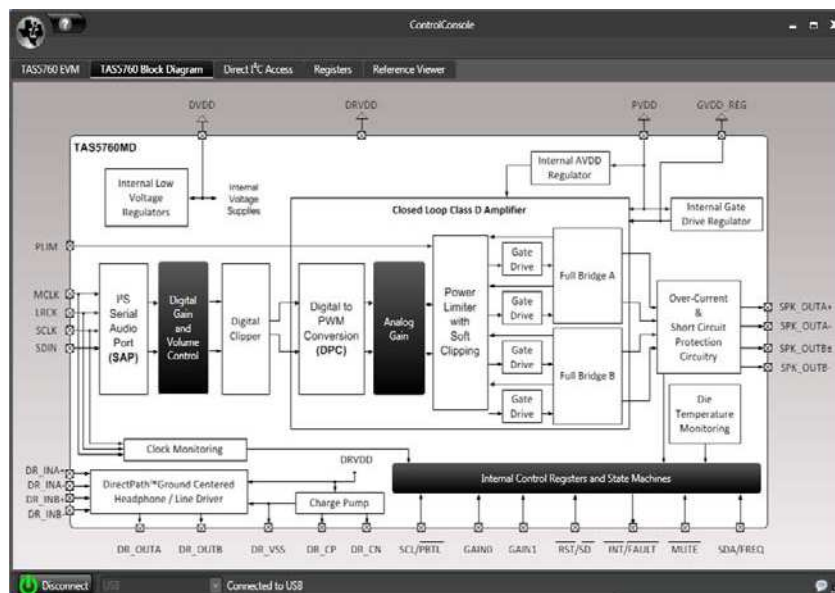 ControlConsole
TAS5760 EVM
TAS5760 Block Diagram
Direct I²C Access
Registers
Reference Viewer
DVDD
DRVDD
PVDD
GVDD_REG
TAS5760MD
Internal Low
Voltage
Regulators
Internal
Voltage
Supplies
Internal AVDD
Regulator
Internal Gate
Drive Regulator
Closed Loop Class D Amplifier
PLIM
MCLK
LRCK
SCLK
SDIN
I²S
Serial
Audio
Port
(SAP)
Digital
Gain
and
Volume
Control
Digital
Clipper
Digital to
PWM
Conversion
(DPC)
Analog
Gain
Power
Limiter
with
Soft
Clipping
Gate
Drive
Gate
Drive
Gate
Drive
Gate
Drive
Full Bridge A
Full Bridge B
Over-Current
&
Short Circuit
Protection
Circuitry
SPK_OUTA+
SPK_OUTA-
SPK_OUTB±
SPK_OUTB-
Die
Temperature
Monitoring
Clock Monitoring
DRVDD
Internal Control Registers and State Machines
DR_INA+
DR_INA-
DR_INB+
DR_INB-
DirectPath™Ground Centered
Headphone / Line Driver
Charge Pump
DR_OUTA
DR_OUTB
DR_VSS
DR_CP
DR_CN
SCL/PBTL
GAIN0
GAIN1
RST/SD
INT/FAULT
MUTE
SDA/FREQ
Disconnect
USB
Connected to USB